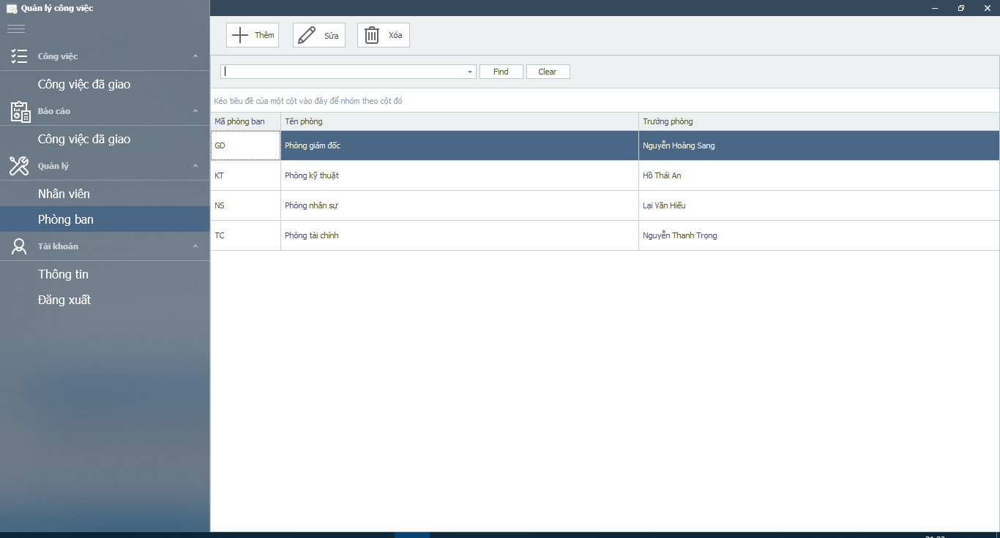 Quản lý công việc
Công việc
Công việc đã giao
Báo cáo
Công việc đã giao
Quản lý
Nhân viên
Phòng ban
Tài khoản
Thông tin
Đăng xuất
Thêm Sửa Xóa
Find Clear
Kéo tiêu đề của một cột vào đây để nhóm theo cột đó
Mã phòng ban Tên phòng Trưởng phòng
GD Phòng giám đốc Nguyễn Hoàng Sang
KT Phòng kỹ thuật Hồ Thái An
NS Phòng nhân sự Lại Văn Hiếu
TC Phòng tài chính Nguyễn Thanh Trọng